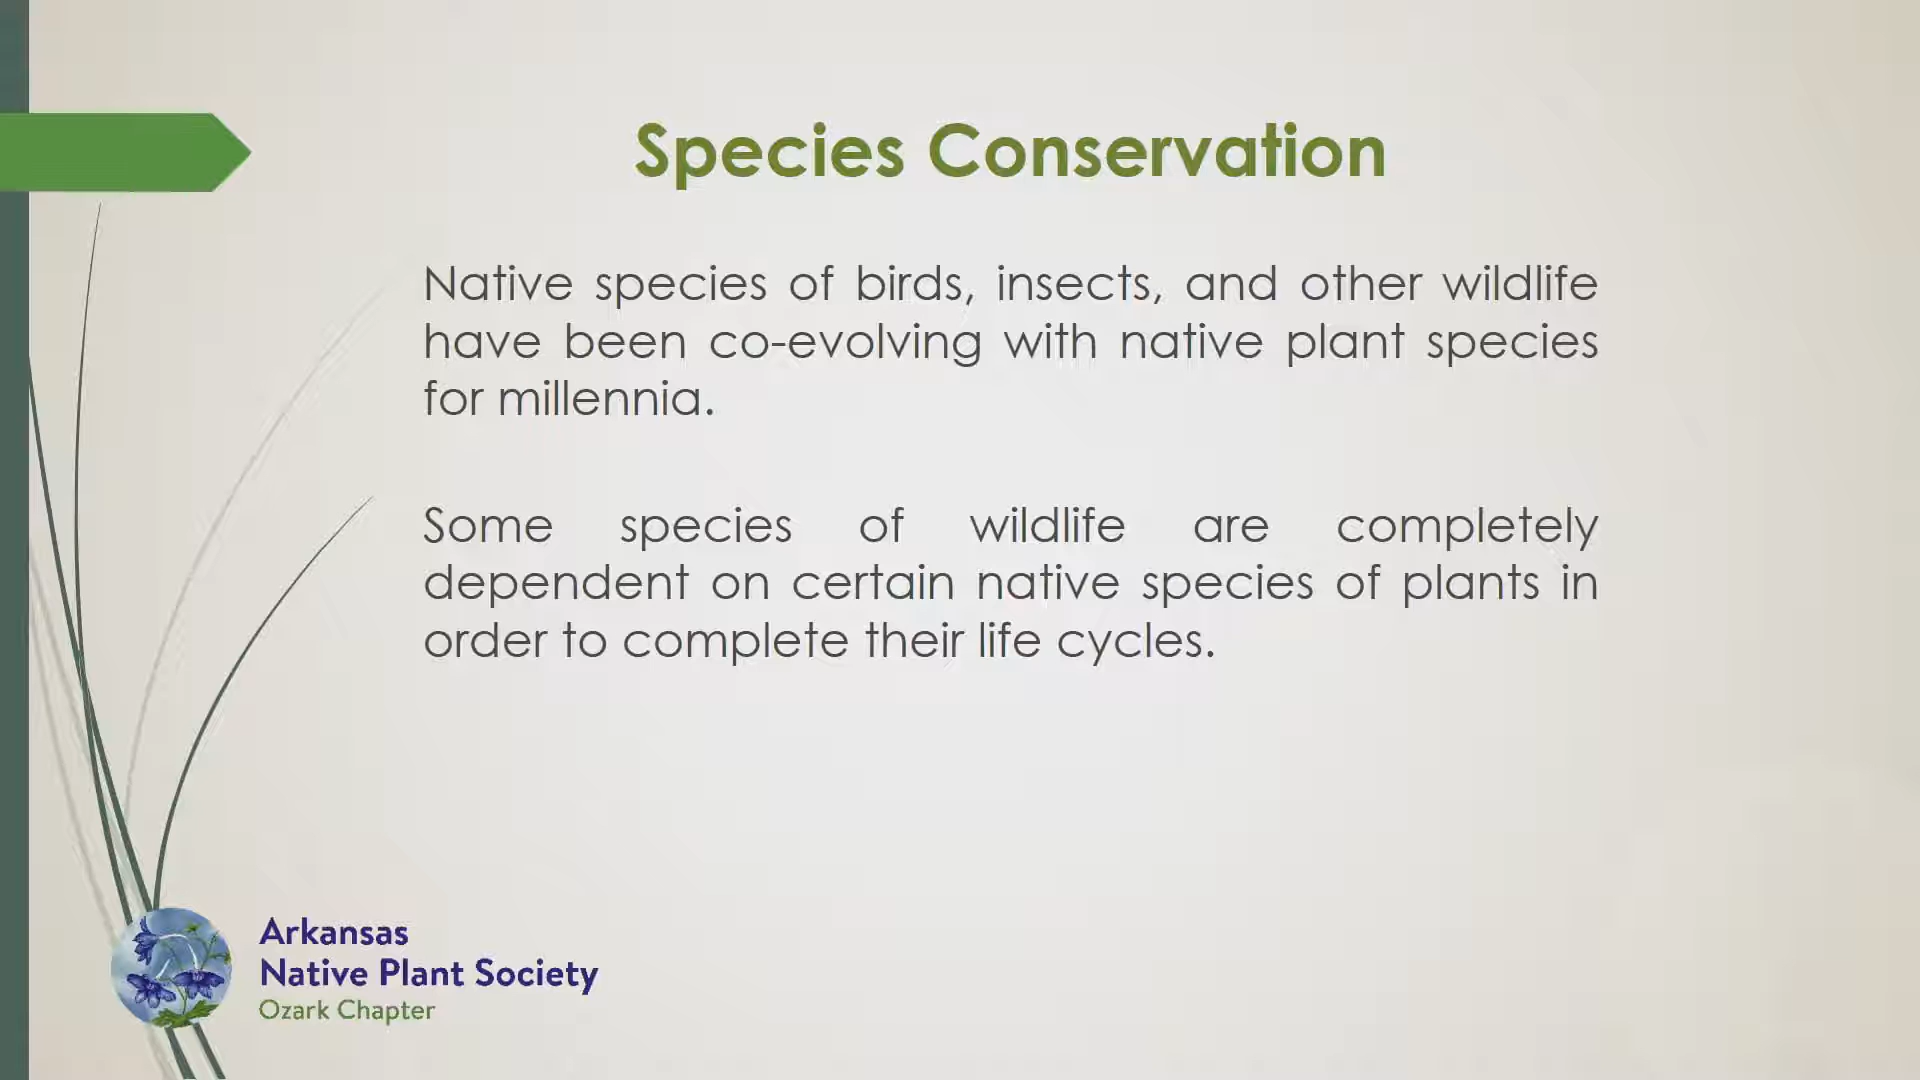 Species Conservation
Native species of birds, insects, and other wildlife
have been co-evolving with native plant species
for millennia.
Some species of wildlife are completely
dependent on certain native species of plants in
order to complete their life cycles.
Arkansas
Native Plant Society
Ozark Chapter